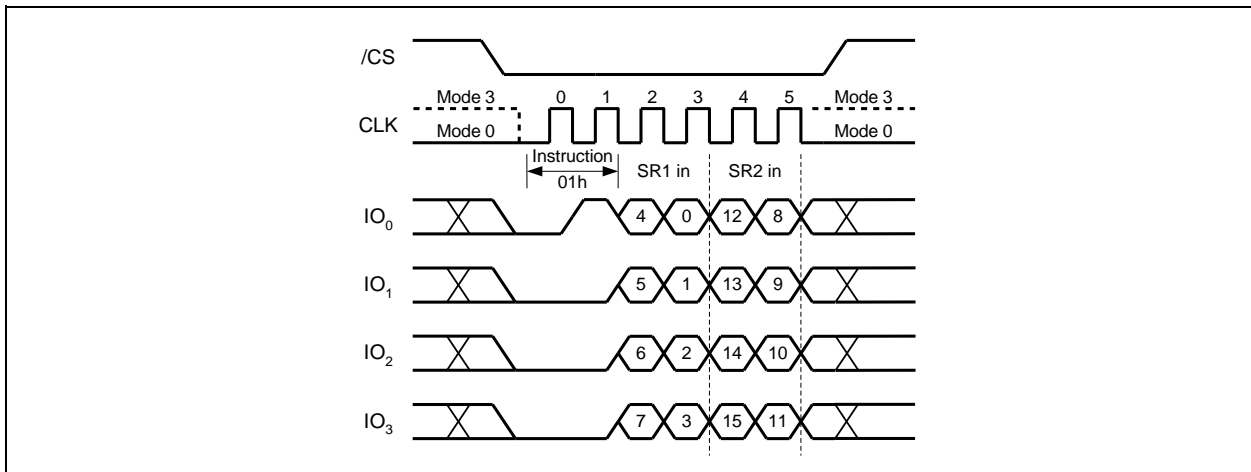 /CS
Mode 3 0 1 2 3 4 5 Mode 3
CLK
Mode 0 Mode 0
Instruction
01h
SR1 in SR2 in
IO0 4 0 12 8
IO1 5 1 13 9
IO2 6 2 14 10
IO3 7 3 15 11